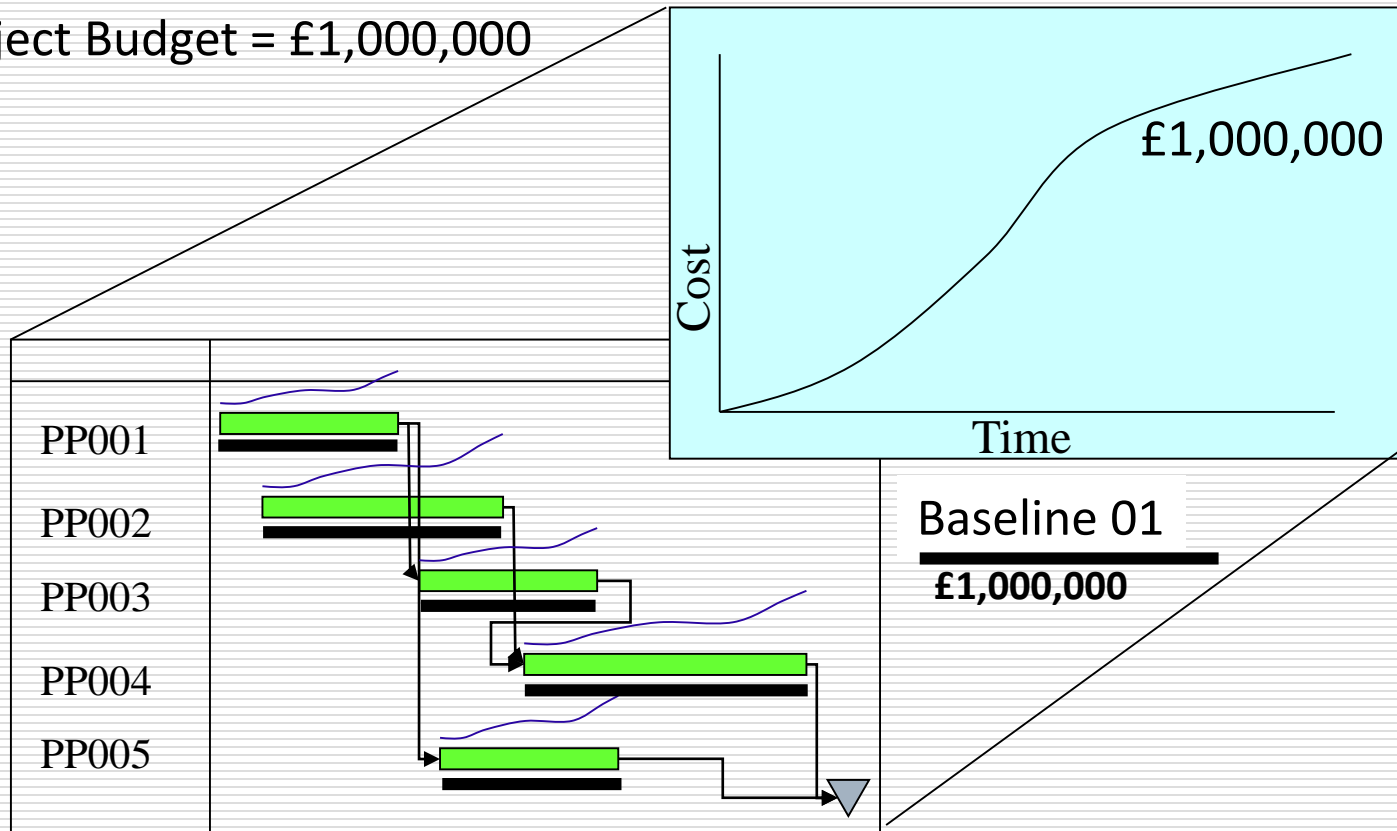 ject Budget = £1,000,000
£1,000,000
Cost
Time
PP001
PP002
PP003
PP004
PP005
Baseline 01
£1,000,000